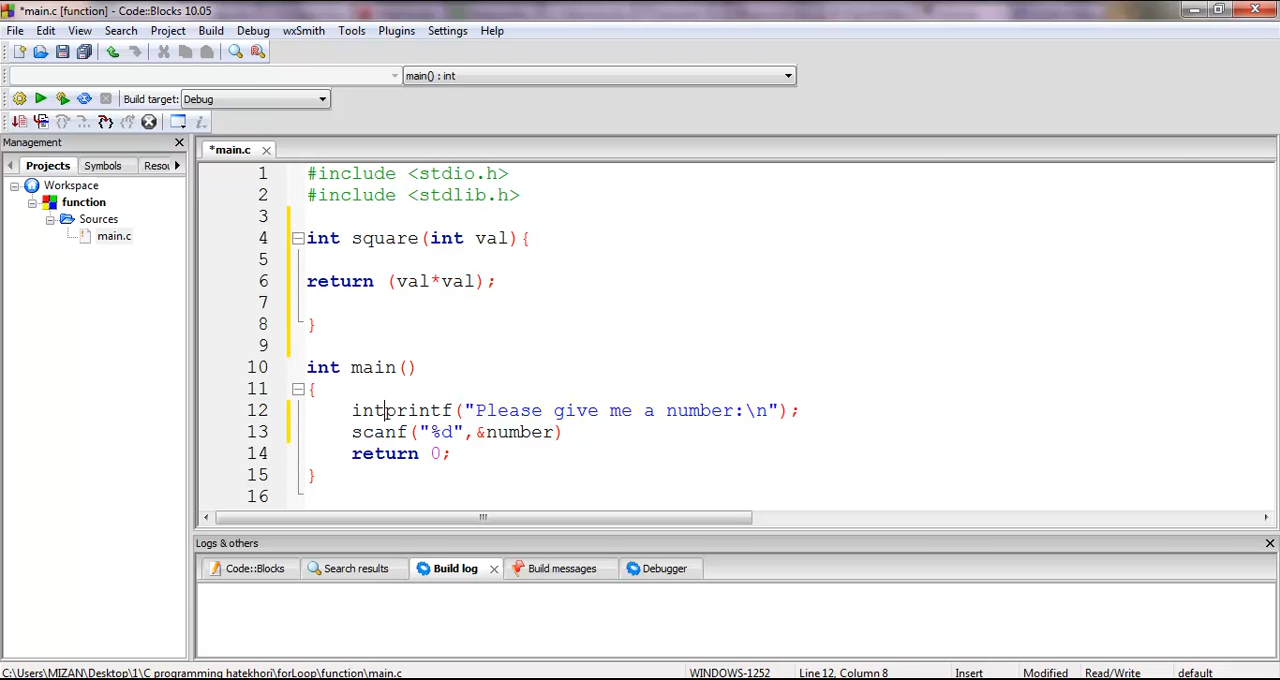 *main.c [function] - Code::Blocks 10.05
File Edit View Search Project Build Debug wxSmith Tools Plugins Settings Help
main() : int
Build target: Debug
Management
Projects Symbols Resou
*main.c
Workspace
function
Sources
main.c
1 #include <stdio.h>
2 #include <stdlib.h>
3
4 int square(int val){
5
6 return (val*val);
7
8 }
9
10 int main()
11 {
12 intprintf("Please give me a number:\n");
13 scanf("%d",&number)
14 return 0;
15 }
16
Logs & others
Code::Blocks Search results Build log Build messages Debugger
C:\Users\MIZAN\Desktop\1\C programming hatekhori\forLoop\function\main.c WINDOWS-1252 Line 12, Column 8 Insert Modified Read/Write default